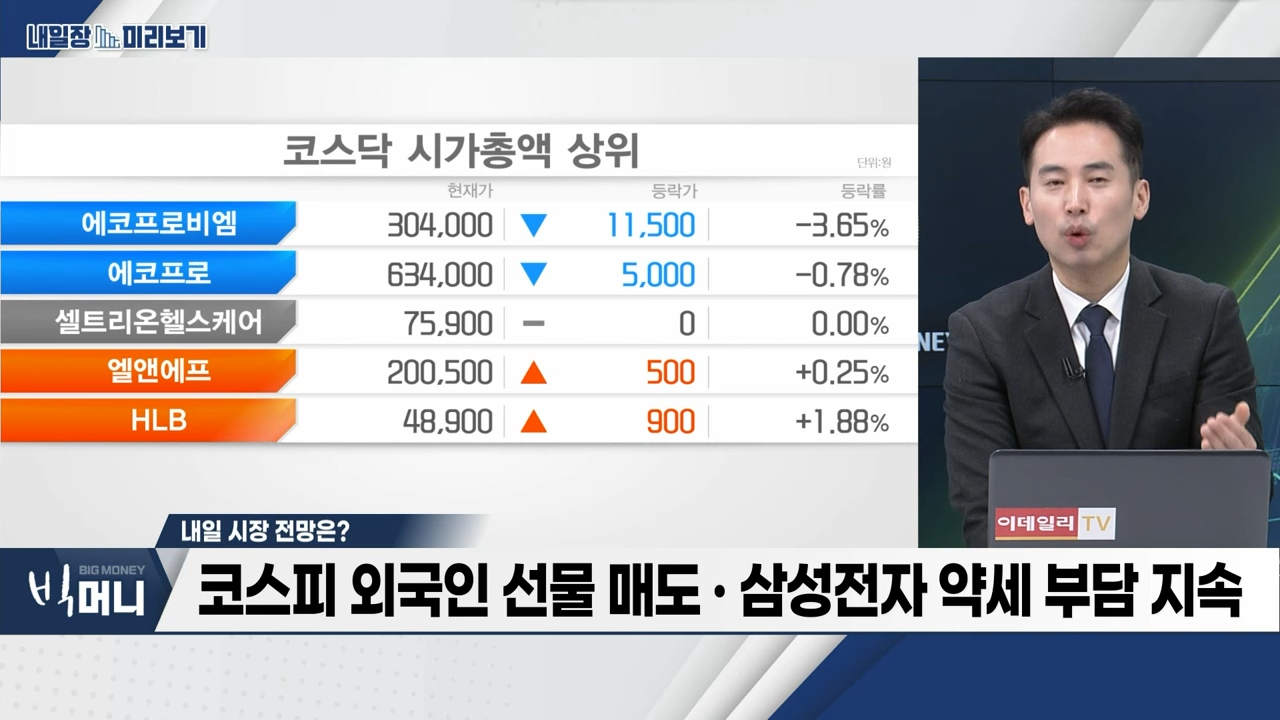 내일장 미리보기
코스닥 시가총액 상위
단위:원
현재가 등락가 등락률
에코프로비엠 304,000 ▼ 11,500 -3.65%
에코프로 634,000 ▼ 5,000 -0.78%
셀트리온헬스케어 75,900 - 0 0.00%
엘앤에프 200,500 ▲ 500 +0.25%
HLB 48,900 ▲ 900 +1.88%
NEY
이데일리TV
내일 시장 전망은?
BIG MONEY
빅머니
코스피 외국인 선물 매도·삼성전자 약세 부담 지속